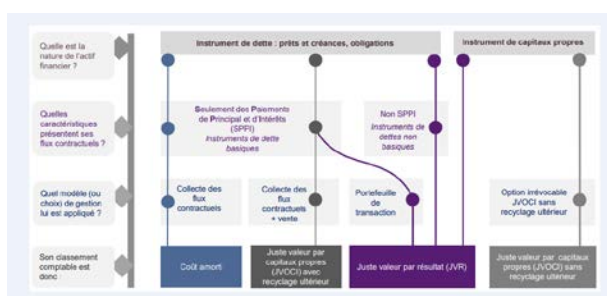 Quelle est la
nature de l'actif
financier ?
Instrument de dette : prêts et créances, obligations
Instrument de capitaux propres
Quelles
caractéristiques
présentent ses
flux contractuels ?
Seulement des Paiements
de Principal et d'Intérêts
(SPPI)
Instruments de dette
basiques
Non SPPI
Instruments de
dettes non
basiques
Quel modèle (ou
choix) de gestion
lui est appliqué ?
Collecte des
flux
contractuels
Collecte des
flux
contractuels
+ vente
Portefeuille
de
transaction
Option irrévocable
JVOCI sans
recyclage ultérieur
Son classement
comptable est
donc :
Coût amorti
Juste valeur par
capitaux propres
(JVOCI) avec
recyclage ultérieur
Juste valeur par résultat (JVR)
Juste valeur par capitaux
propres (JVOCI) sans
recyclage ultérieur